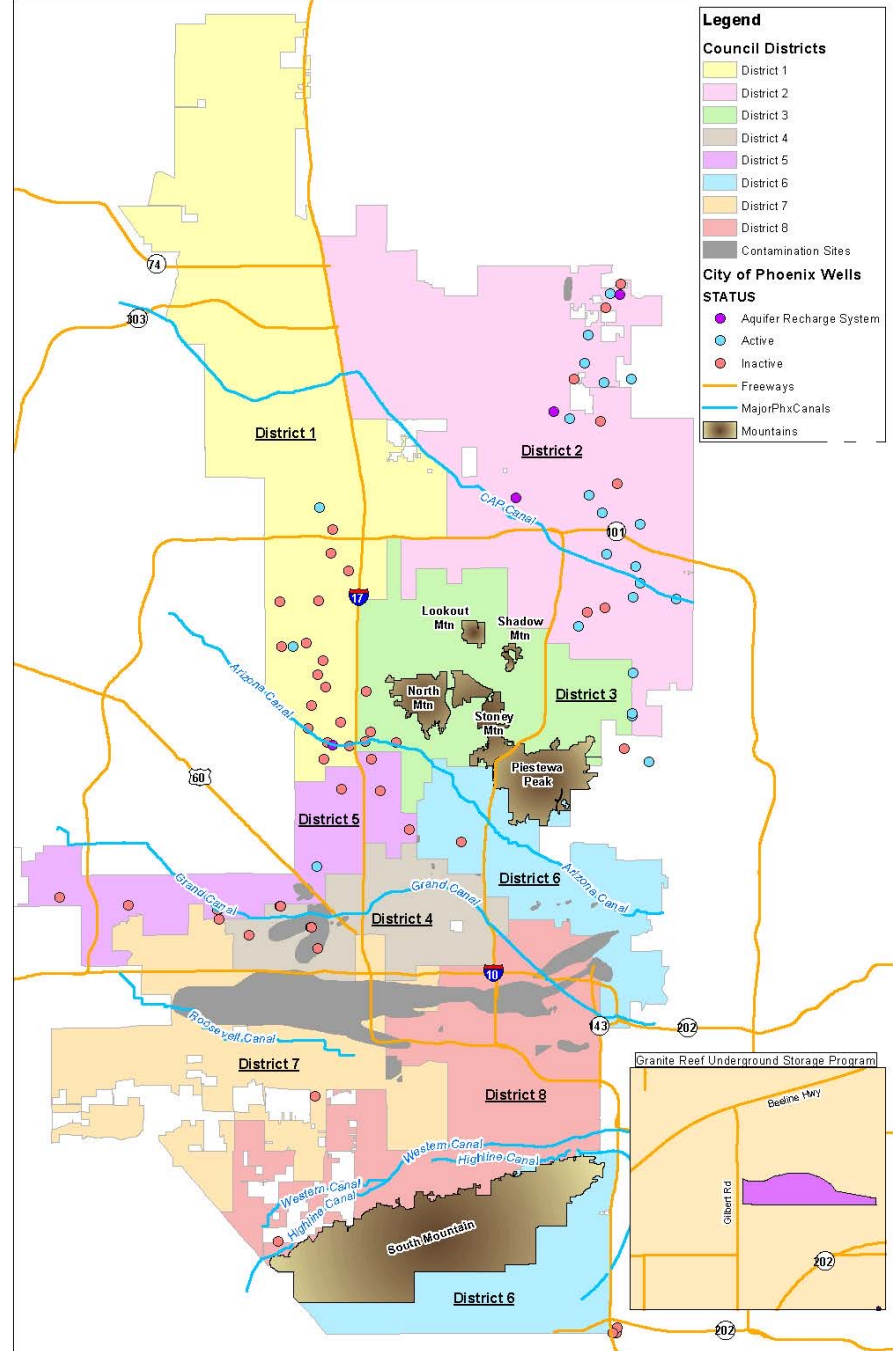 Legend
Council Districts
District 1
District 2
District 3
District 4
District 5
District 6
District 7
District 8
Contamination Sites
City of Phoenix Wells
STATUS
Aquifer Recharge System
Active
Inactive
Freeways
MajorPhxCanals
Mountains
74
303
District 1
District 2
CAP Canal
101
17
Lookout
Mtn
Shadow
Mtn
Arizona Canal
North
Mtn
District 3
Stoney
Mtn
60
Piestewa
Peak
District 5
Grand Canal
Grand Canal
District 6
Arizona Canal
District 4
10
Roosevelt Canal
143
202
District 7
Granite Reef Underground Storage Program
District 8
Beeline Hwy
Western Canal
Highline Canal
Western Canal
Highline Canal
Gilbert Rd
South Mountain
202
District 6
202